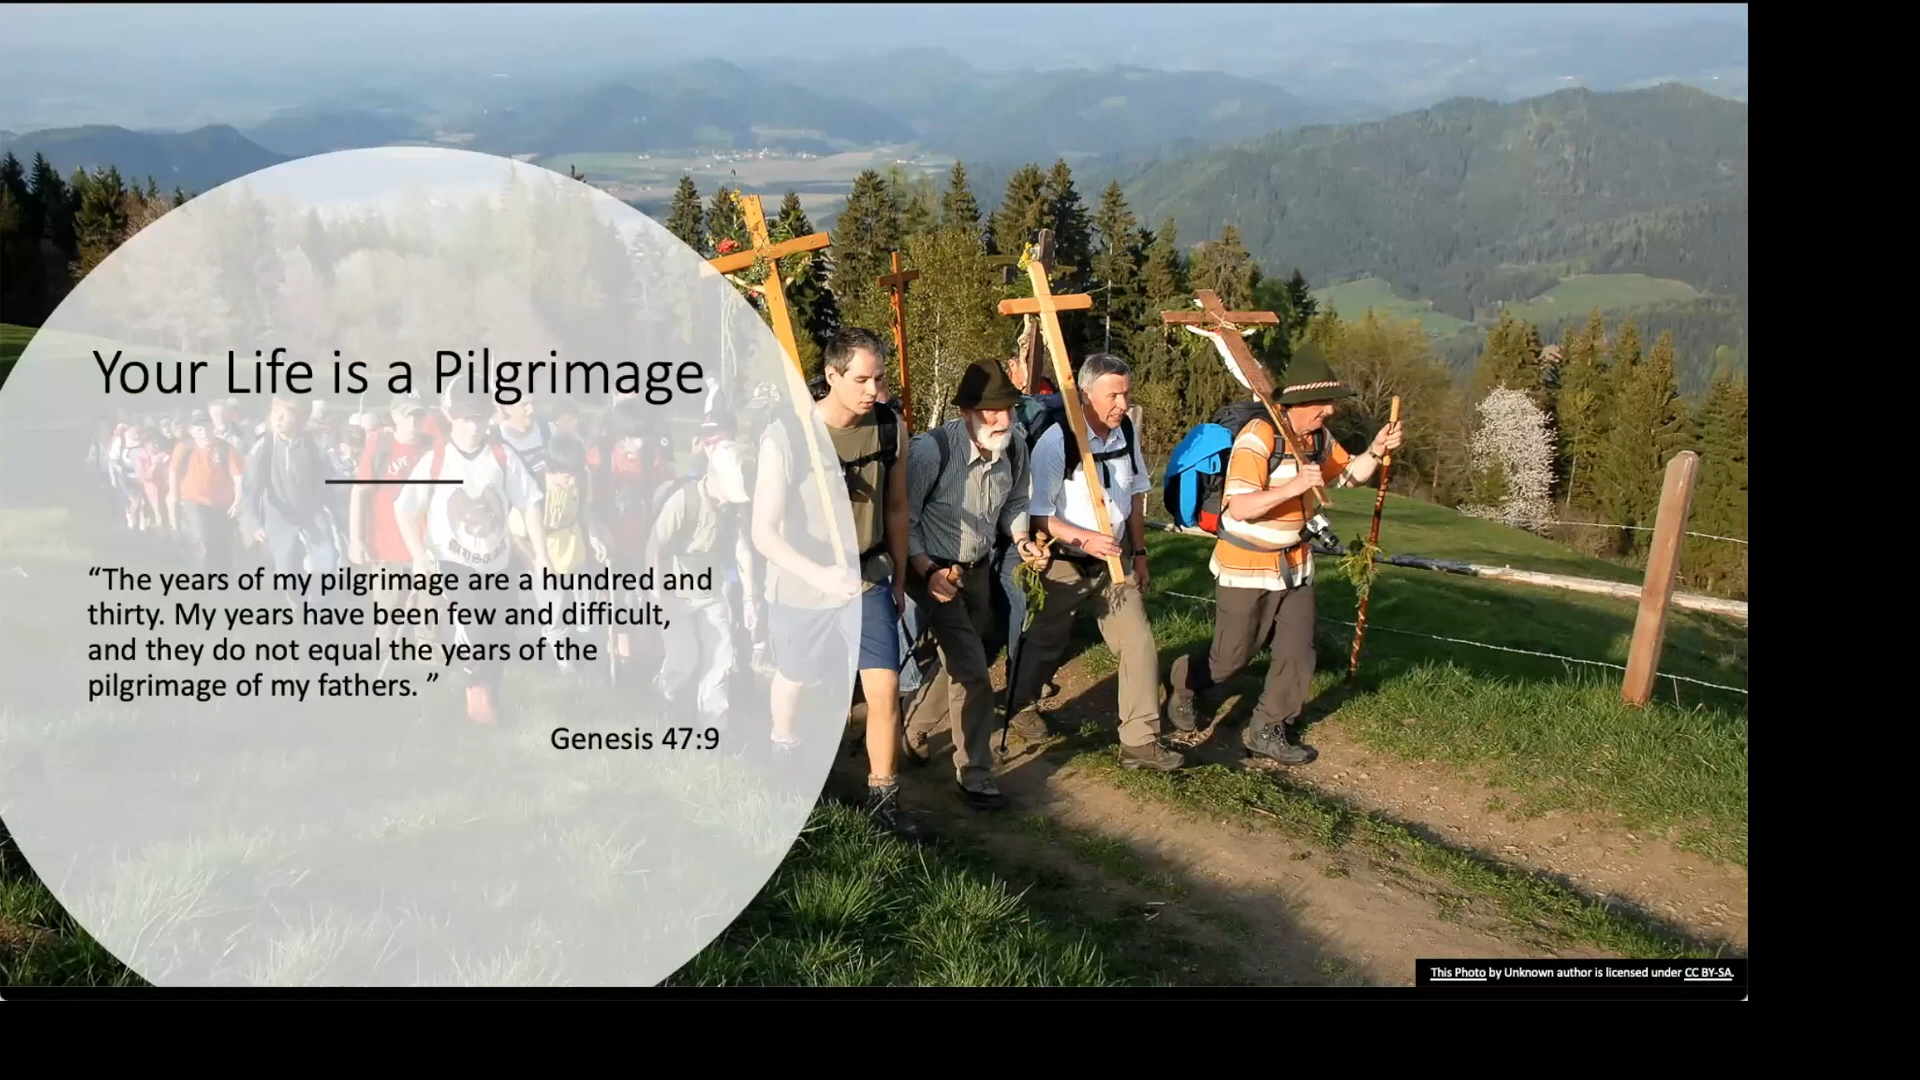 Your Life is a Pilgrimage
“The years of my pilgrimage are a hundred and
thirty. My years have been few and difficult,
and they do not equal the years of the
pilgrimage of my fathers. ”
Genesis 47:9
This Photo by Unknown author is licensed under CC BY-SA.